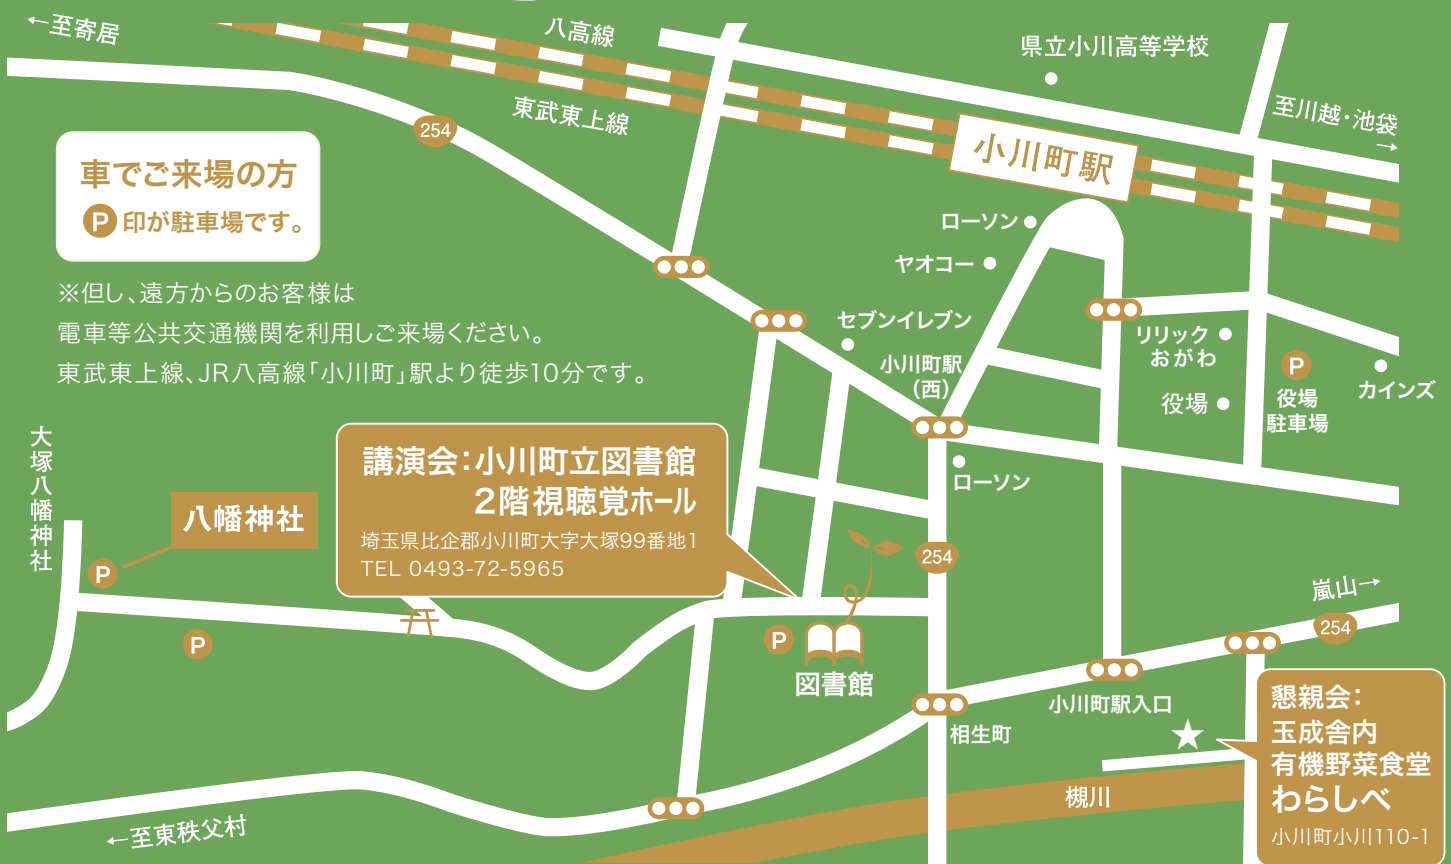 ←至寄居
八高線
東武東上線
県立小川高等学校
至川越・池袋
→
254
小川町駅
車でご来場の方
P 印が駐車場です。
※但し、遠方からのお客様は
電車等公共交通機関を利用しご来場ください。
東武東上線、JR八高線「小川町」駅より徒歩10分です。
ローソン
ヤオコー
セブンイレブン
小川町駅
(西)
リリック
おがわ
役場
P
役場
駐車場
カインズ
ローソン
大塚八幡神社
八幡神社
P
P
講演会:小川町立図書館
2階視聴覚ホール
埼玉県比企郡小川町大字大塚99番地1
TEL 0493-72-5965
254
P
図書館
嵐山→
254
小川町駅入口
相生町
懇親会:
玉成舎内
有機野菜食堂
わらしべ
小川町小川110-1
槻川
←至東秩父村